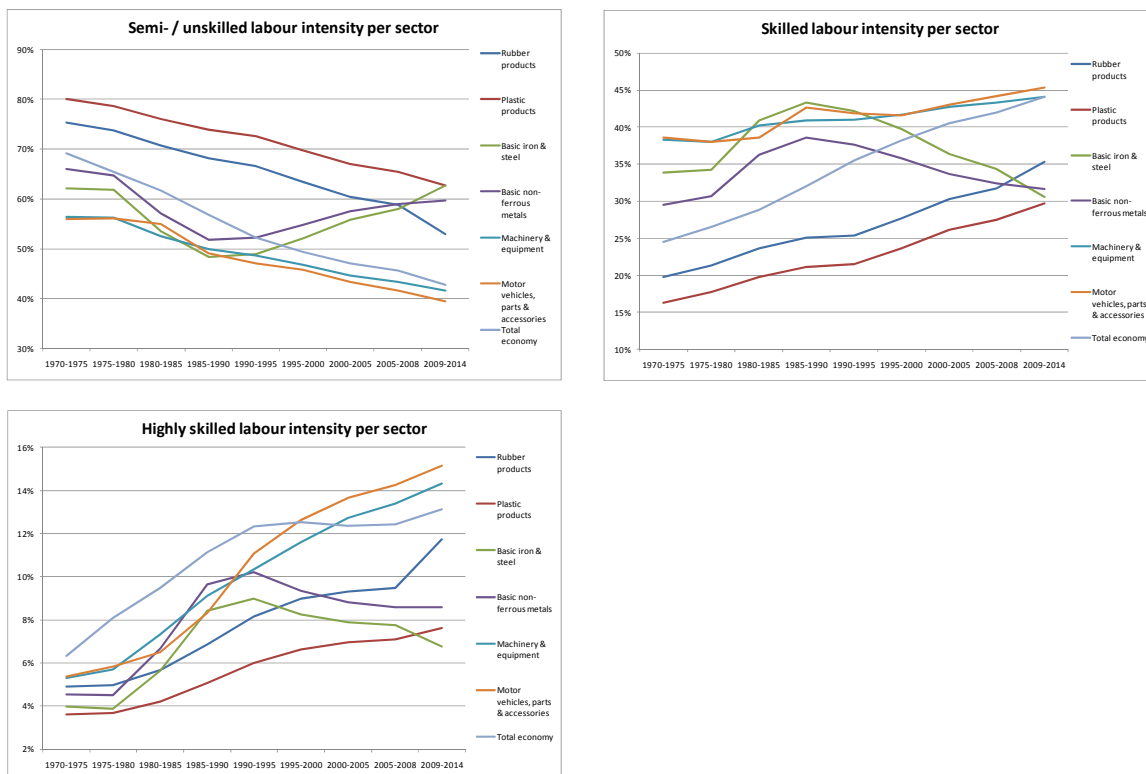 Semi- / unskilled labour intensity per sector
90%
80%
70%
60%
50%
40%
30%
1970-1975 1975-1980 1980-1985 1985-1990 1990-1995 1995-2000 2000-2005 2005-2008 2009-2014
Rubber
products
Plastic
products
Basic iron &
steel
Basic non-
ferrous
metals
Machinery &
equipment
Motor
vehicles,
parts &
accessories
Total
economy
Skilled labour intensity per sector
50%
45%
40%
35%
30%
25%
20%
15%
10%
1970-1975 1975-1980 1980-1985 1985-1990 1990-1995 1995-2000 2000-2005 2005-2008 2009-2014
Rubber
products
Plastic
products
Basic iron &
steel
Basic non-
ferrous metals
Machinery &
equipment
Motor
vehicles, parts
& accessories
Total economy
Highly skilled labour intensity per sector
16%
14%
12%
10%
8%
6%
4%
2%
1970-1975 1975-1980 1980-1985 1985-1990 1990-1995 1995-2000 2000-2005 2005-2008 2009-2014
Rubber
products
Plastic
products
Basic iron &
steel
Basic non-
ferrous metals
Machinery &
equipment
Motor
vehicles, parts
& accessories
Total economy